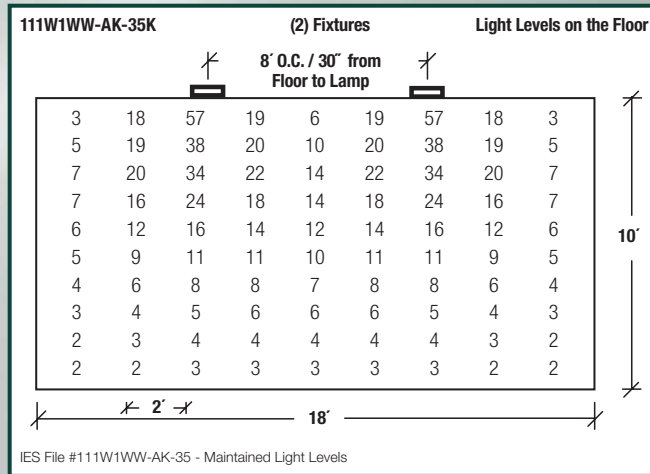 111W1WW-AK-35K (2) Fixtures Light Levels on the Floor
8´ O.C. / 30˝ from
Floor to Lamp
3 18 57 19 6 19 57 18 3
5 19 38 20 10 20 38 19 5
7 20 34 22 14 22 34 20 7
7 16 24 18 14 18 24 16 7
6 12 16 14 12 14 16 12 6
10´
5 9 11 11 10 11 11 9 5
4 6 8 8 7 8 8 6 4
3 4 5 6 6 6 5 4 3
2 3 4 4 4 4 4 3 2
2 2 3 3 3 3 3 2 2
2´
18´
IES File #111W1WW-AK-35 - Maintained Light Levels